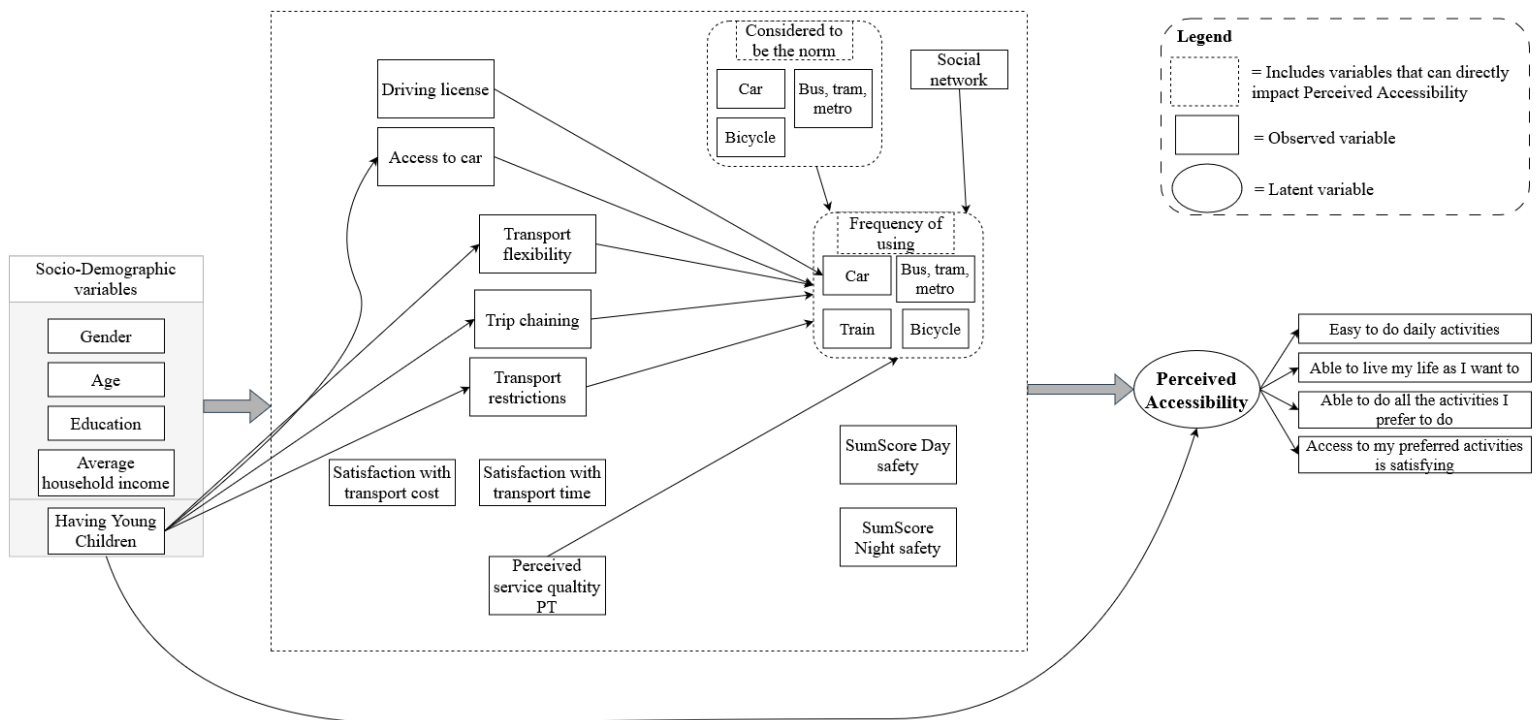 Socio-Demographic
variables
Gender
Age
Education
Average
household income
Having Young
Children
Driving license
Access to car
Transport
flexibility
Trip chaining
Transport
restrictions
Satisfaction with
transport cost
Satisfaction with
transport time
Perceived
service qualtity
PT
Considered to
be the norm
Car
Bus, tram,
metro
Bicycle
Social
network
Frequency of
using
Car
Bus, tram,
metro
Train
Bicycle
SumScore Day
safety
SumScore
Night safety
Perceived
Accessibility
Easy to do daily activities
Able to live my life as I want to
Able to do all the activities I
prefer to do
Access to my preferred activities
is satisfying
Legend
= Includes variables that can directly
impact Perceived Accessibility
= Observed variable
= Latent variable